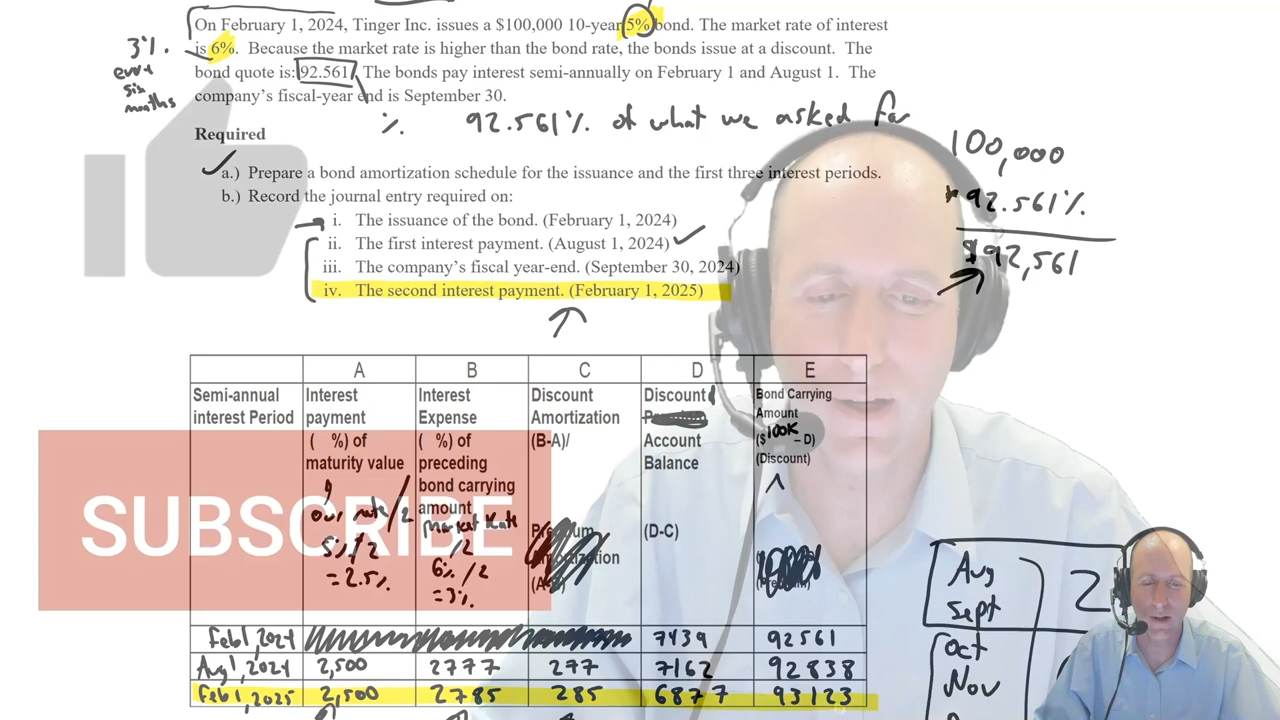 On February 1, 2024, Tinger Inc. issues a $100,000 10-year 5% bond. The market rate of interest
is 6%. Because the market rate is higher than the bond rate, the bonds issue at a discount. The
bond quote is: 92.561. The bonds pay interest semi-annually on February 1 and August 1. The
company's fiscal-year end is September 30.
3%.
every
six
months
% 92.561% of what we asked for
Required
a.) Prepare a bond amortization schedule for the issuance and the first three interest periods.
b.) Record the journal entry required on:
i. The issuance of the bond. (February 1, 2024)
ii. The first interest payment. (August 1, 2024)
iii. The company's fiscal year-end. (September 30, 2024)
iv. The second interest payment. (February 1, 2025)
100,000
92.561%
$92,561
A B C D E
Semi-annual
interest Period
Interest
payment
( %) of
maturity value
our rate/2
5%/2
=2.5%
Interest
Expense
( %) of
preceding
bond carrying
amount
market rate
/2
6%/2
=3%
Discount
Amortization
(B-A)/
Discount
Account
Balance
(D-C)
Bond Carrying
Amount
($100K – D)
(Discount)
SUBSCRIBE
Feb 1, 2024 7439 92561
Aug 1, 2024 2,500 2777 277 7162 92838
Feb 1, 2025 2,500 2785 285 6877 93123
Aug
Sept
2
Oct
Nov